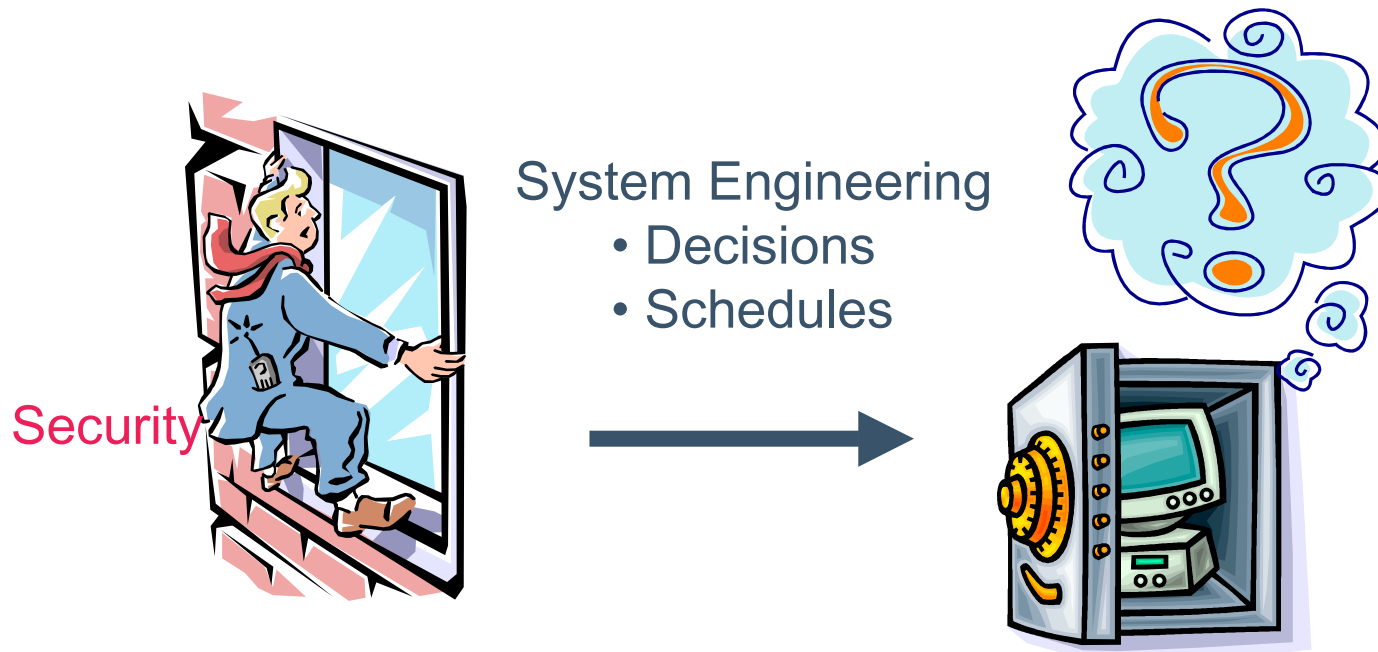 System Engineering
• Decisions
• Schedules
Security